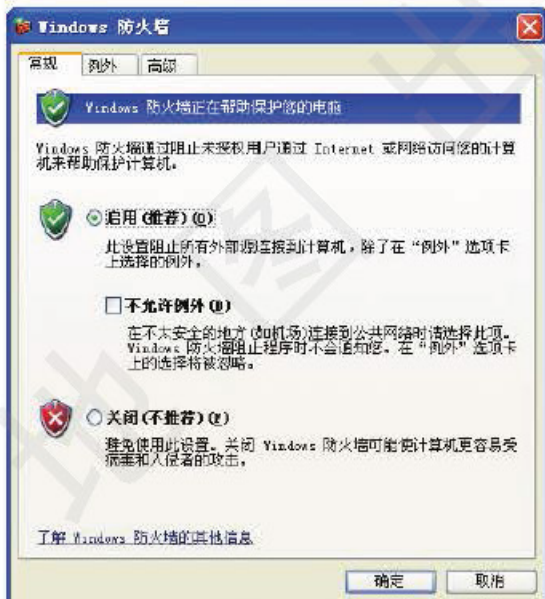 Windows 防火墙
常规 例外 高级
Windows 防火墙正在帮助保护您的电脑
Windows 防火墙通过阻止未授权用户通过 Internet 或网络访问您的计算
机来帮助保护计算机。
启用(推荐)(O)
此设置阻止所有外部源连接到计算机,除了在“例外”选项卡
上选择的例外。
不允许例外(D)
在不太安全的地方(如机场)连接到公共网络时请选择此项。
Windows 防火墙阻止程序时不会通知您。在“例外”选项卡
上的选择将被忽略。
关闭(不推荐)(F)
避免使用此设置。关闭 Windows 防火墙可能使计算机更容易受
病毒和入侵者的攻击。
了解 Windows 防火墙的其他信息
确定 取消
地图出